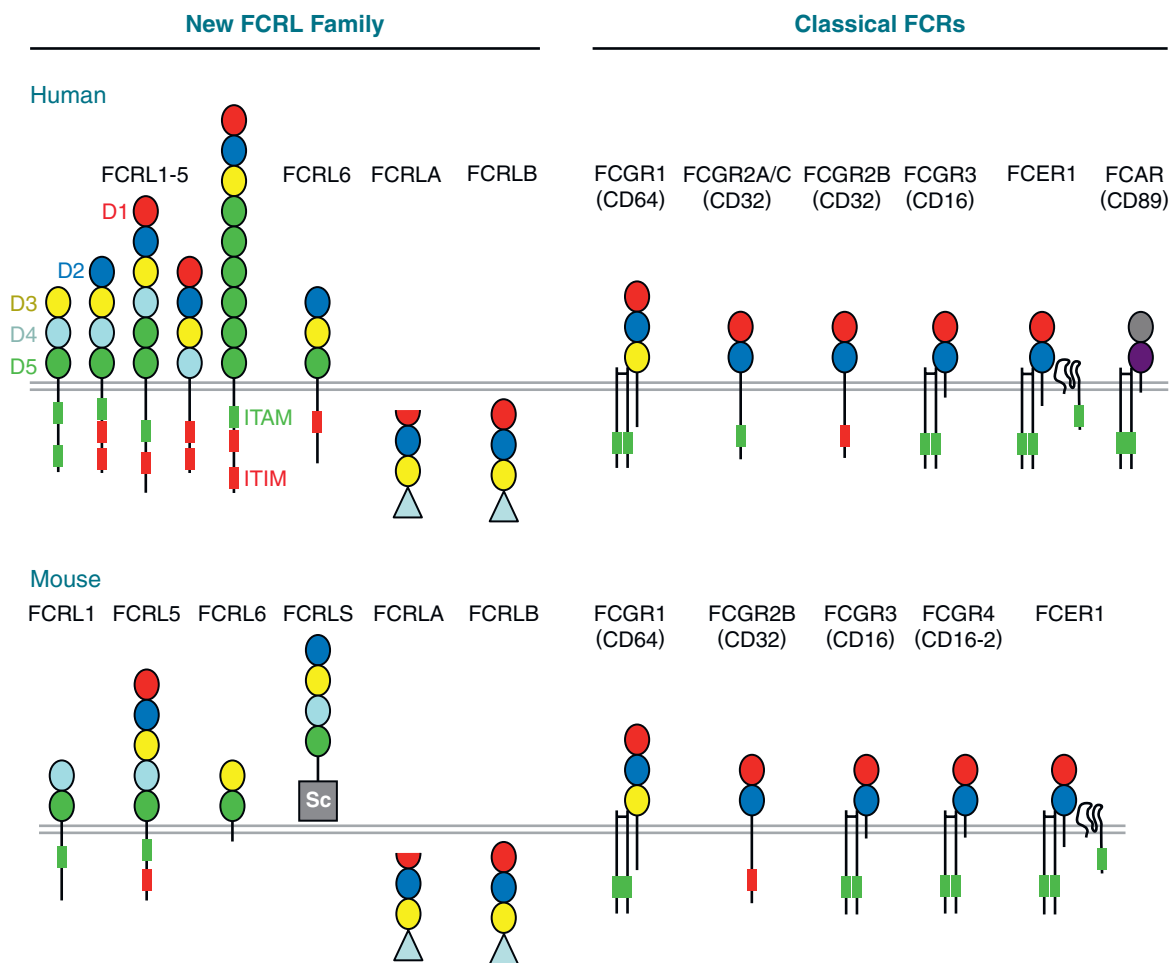 New FCRL Family
Classical FCRs
Human
FCRL1-5
FCRL6
FCRLA
FCRLB
FCGR1
(CD64)
FCGR2A/C
(CD32)
FCGR2B
(CD32)
FCGR3
(CD16)
FCER1
FCAR
(CD89)
D1
D2
D3
D4
D5
ITAM
ITIM
Mouse
FCRL1
FCRL5
FCRL6
FCRLS
FCRLA
FCRLB
FCGR1
(CD64)
FCGR2B
(CD32)
FCGR3
(CD16)
FCGR4
(CD16-2)
FCER1
Sc